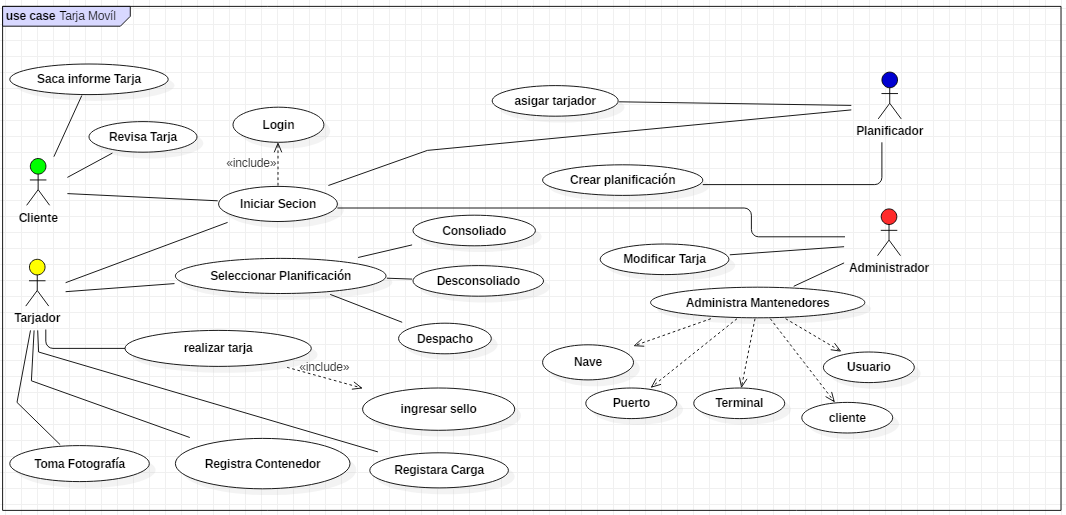 use case Tarja Movíl
Saca informe Tarja
Revisa Tarja
Login
«include»
Iniciar Secion
asigar tarjador
Planificador
Crear planificación
Cliente
Tarjador
Seleccionar Planificación
Consoliado
Desconsoliado
Despacho
Modificar Tarja
Administrador
Administra Mantenedores
Nave
Puerto
Terminal
cliente
Usuario
realizar tarja
«include»
ingresar sello
Toma Fotografía
Registra Contenedor
Registara Carga